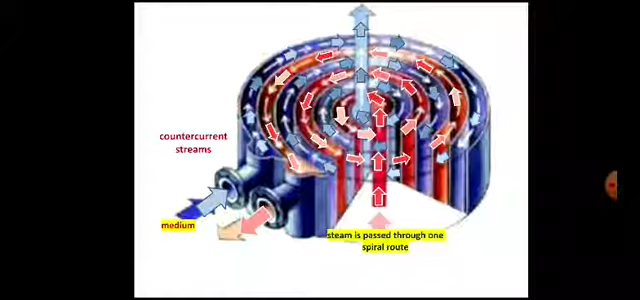 countercurrent
streams
medium
steam is passed through one
spiral route